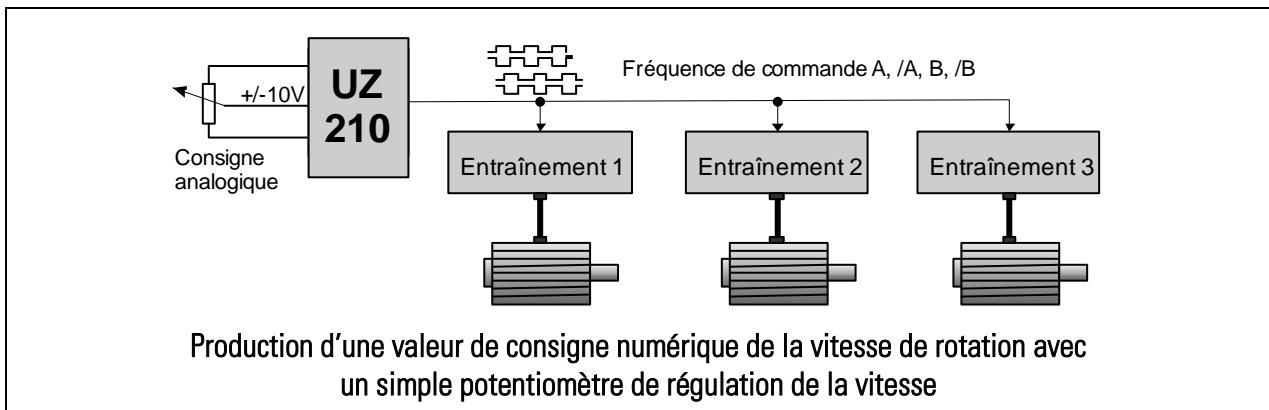 +/-10V
UZ
210
Consigne
analogique
Fréquence de commande A, /A, B, /B
Entraînement 1
Entraînement 2
Entraînement 3
Production d'une valeur de consigne numérique de la vitesse de rotation avec
un simple potentiomètre de régulation de la vitesse